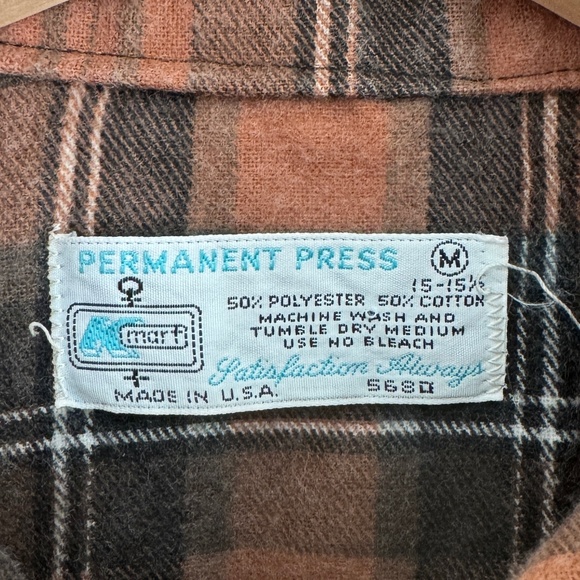 PERMANENT PRESS M
15-15½
50% POLYESTER 50% COTTON
MACHINE WASH AND
TUMBLE DRY MEDIUM
USE NO BLEACH
K mart
Satisfaction Always
MADE IN U.S.A. 568